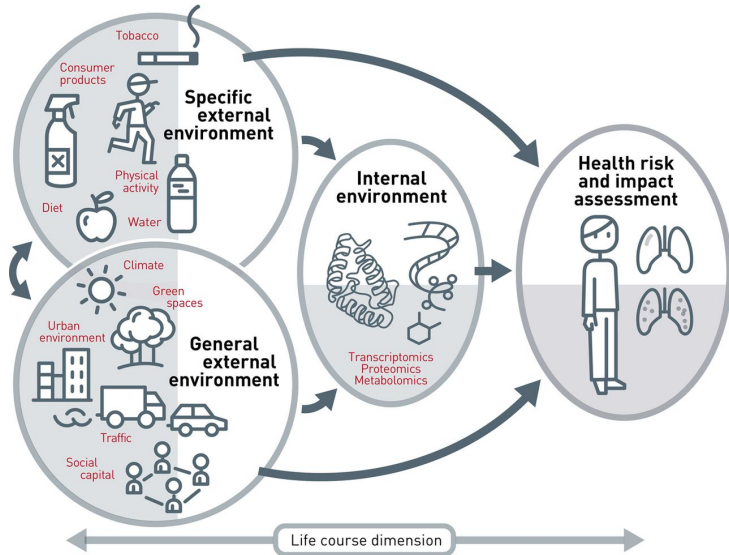 Tobacco
Consumer
products
Specific
external
environment
Physical
activity
Diet
Water
Climate
Green
spaces
Urban
environment
General
external
environment
Traffic
Social
capital
Internal
environment
Transcriptomics
Proteomics
Metabolomics
Health risk
and impact
assessment
Life course dimension